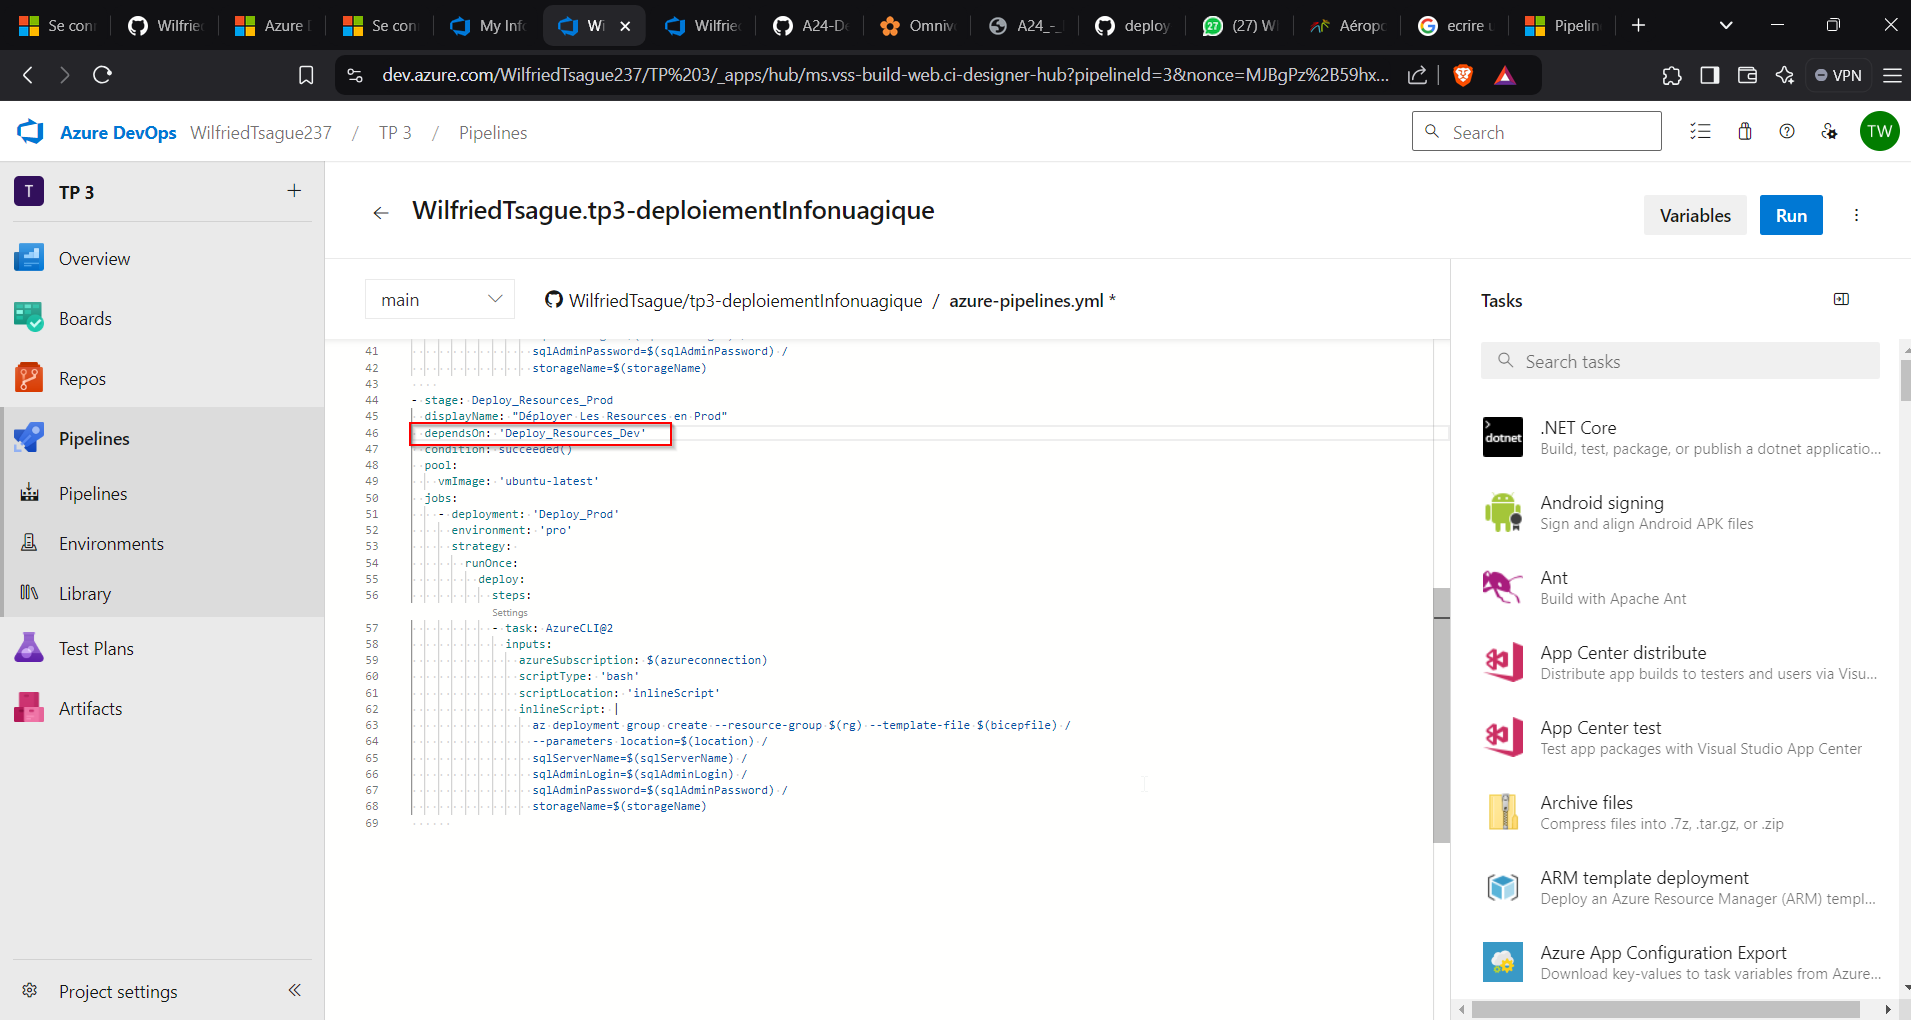 Se con
Wilfrie
Azure D
Se con
My Info
Wi
Wilfrie
A24-De
Omniv
A24_-_
deploy
27
(27) W
Aéropo
ecrire u
Pipelin
dev.azure.com/WilfriedTsague237/TP%203/_apps/hub/ms.vss-build-web.ci-designer-hub?pipelineId=3&nonce=MJBgPz%2B59hx...
VPN
Azure DevOps WilfriedTsague237 / TP 3 / Pipelines
Search
TW
T TP 3
Overview
Boards
Repos
Pipelines
Pipelines
Environments
Library
Test Plans
Artifacts
Project settings
WilfriedTsague.tp3-deploiementInfonuagique
Variables
Run
main
WilfriedTsague/tp3-deploiementInfonuagique / azure-pipelines.yml *
41 sqlAdminPassword=$(sqlAdminPassword) /
42 storageName=$(storageName)
43
44 - stage: Deploy_Resources_Prod
45 displayName: "Déployer Les Resources en Prod"
46 dependsOn: 'Deploy_Resources_Dev'
47 condition: succeeded()
48 pool:
49 vmImage: 'ubuntu-latest'
50 jobs:
51 - deployment: 'Deploy_Prod'
52 environment: 'pro'
53 strategy:
54 runOnce:
55 deploy:
56 steps:
Settings
57 - task: AzureCLI@2
58 inputs:
59 azureSubscription: $(azureconnection)
60 scriptType: 'bash'
61 scriptLocation: 'inlineScript'
62 inlineScript: |
63 az deployment group create --resource-group $(rg) --template-file $(bicepfile) /
64 --parameters location=$(location) /
65 sqlServerName=$(sqlServerName) /
66 sqlAdminLogin=$(sqlAdminLogin) /
67 sqlAdminPassword=$(sqlAdminPassword) /
68 storageName=$(storageName)
69
Tasks
Search tasks
dotnet
.NET Core
Build, test, package, or publish a dotnet applicatio...
Android signing
Sign and align Android APK files
Ant
Build with Apache Ant
App Center distribute
Distribute app builds to testers and users via Visu...
App Center test
Test app packages with Visual Studio App Center
Archive files
Compress files into .7z, .tar.gz, or .zip
ARM template deployment
Deploy an Azure Resource Manager (ARM) templ...
Azure App Configuration Export
Download key-values to task variables from Azure...